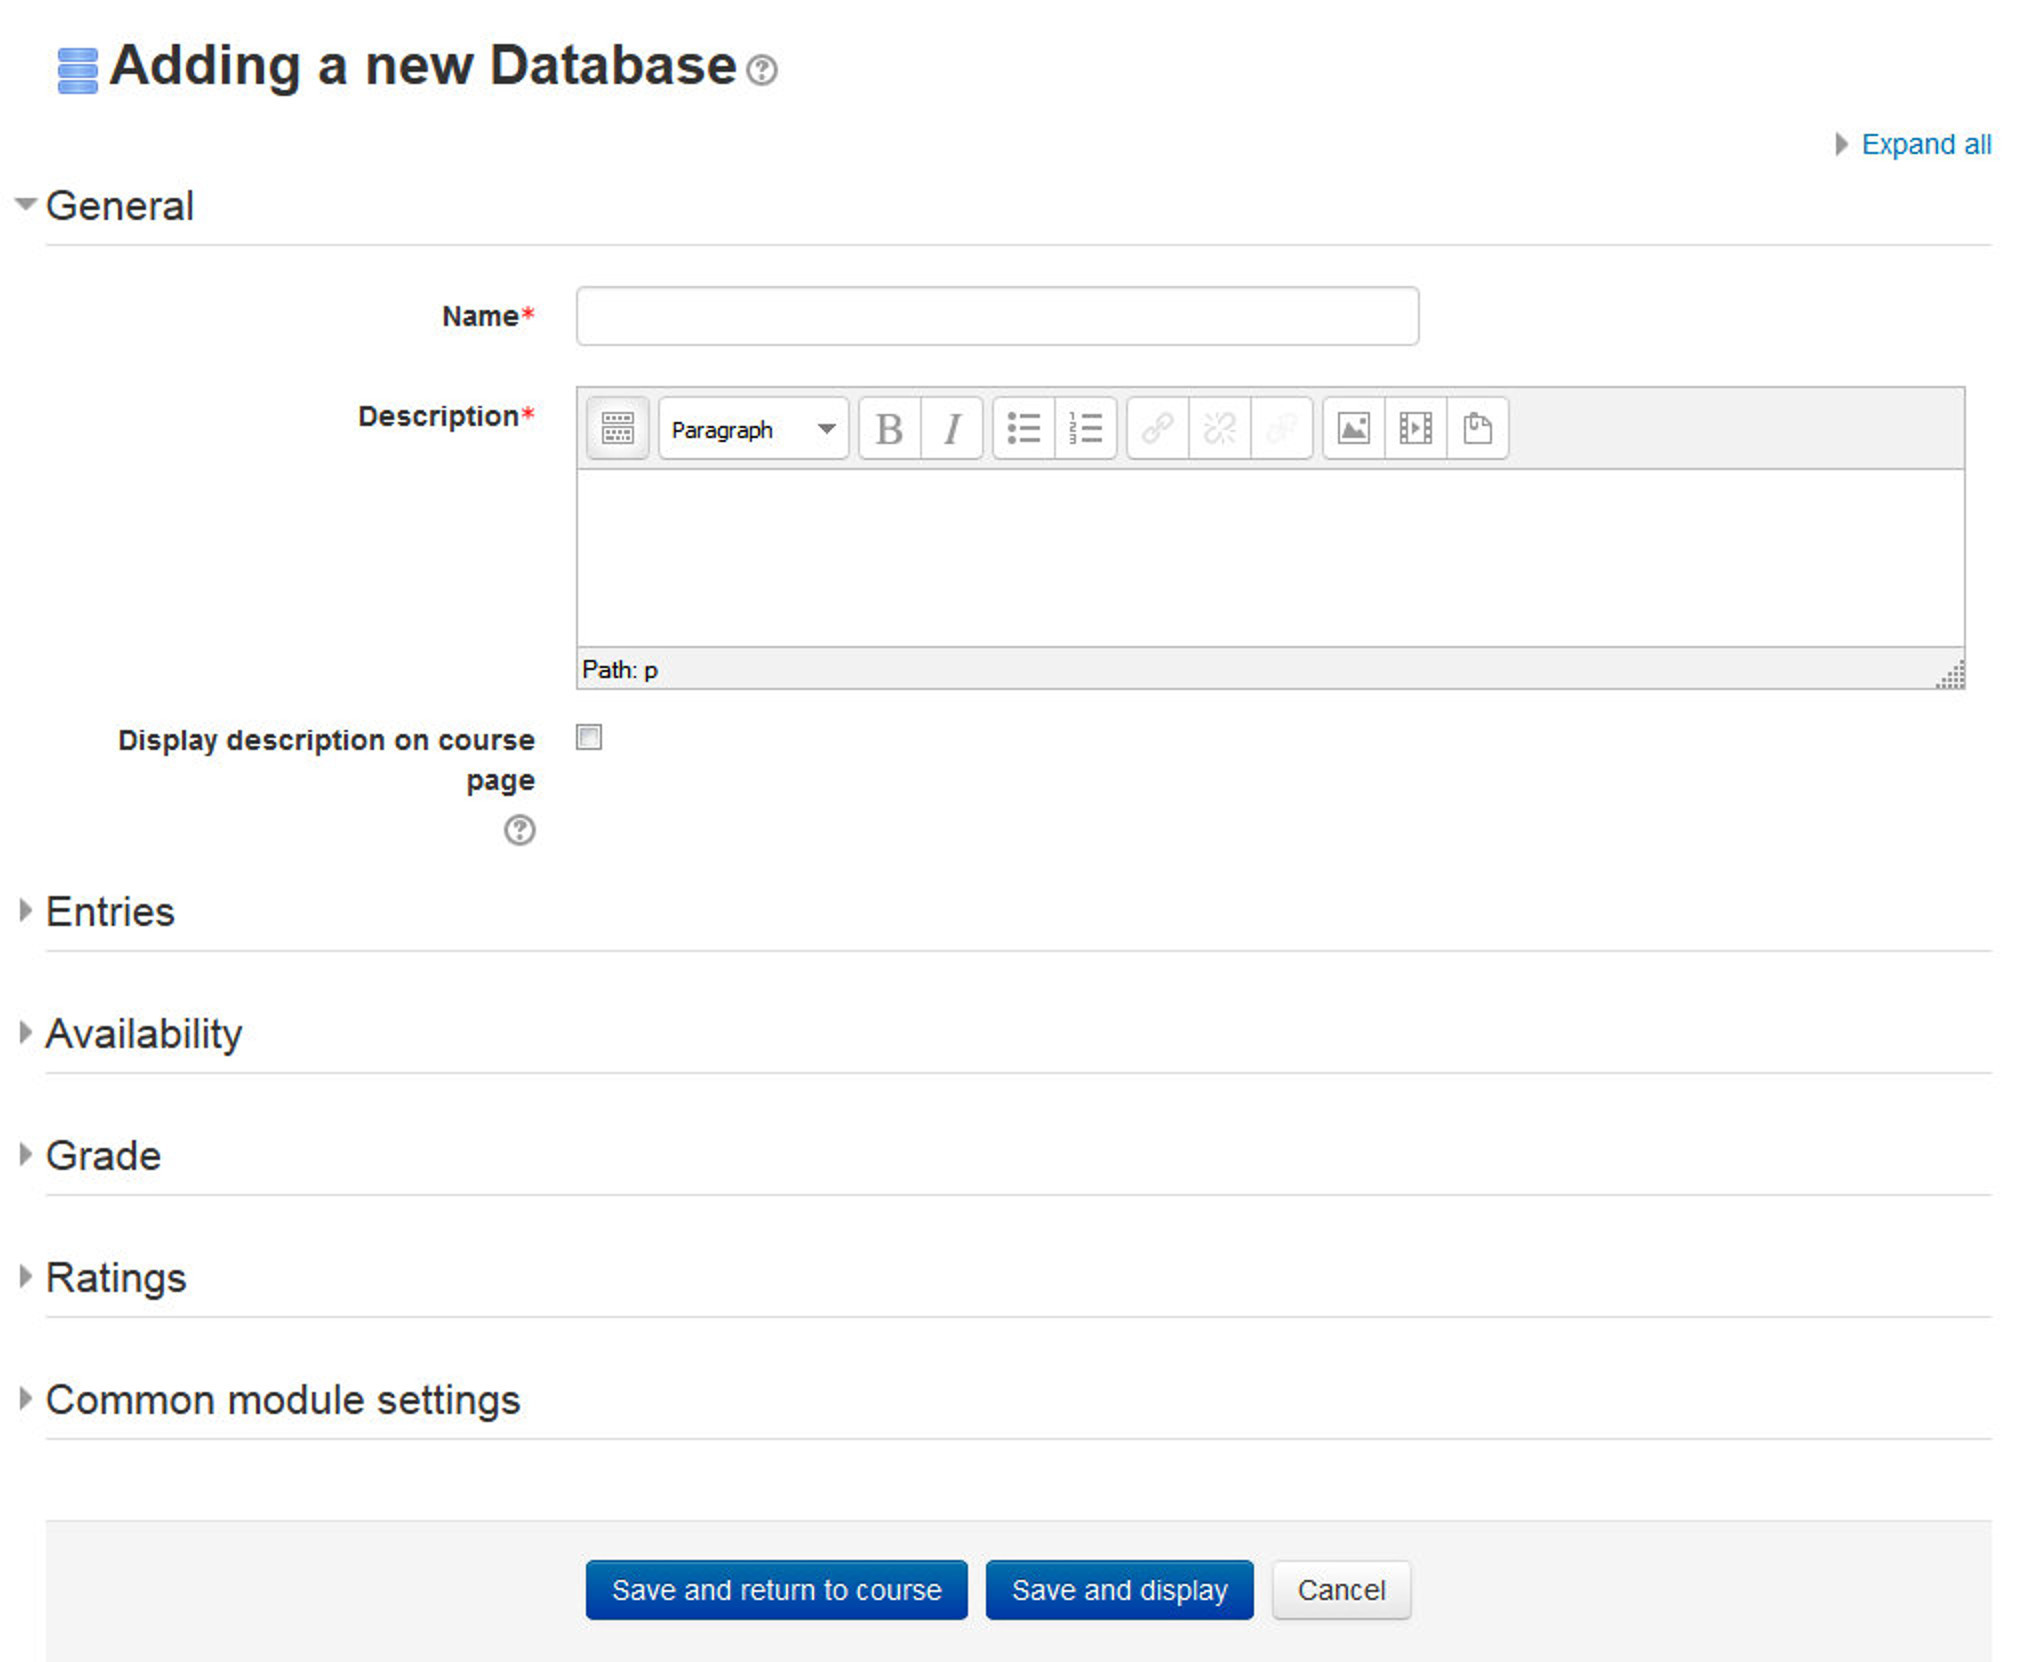 Adding a new Database
Expand all
General
Name*
Description*
Paragraph
B I
Path: p
Display description on course
page
Entries
Availability
Grade
Ratings
Common module settings
Save and return to course Save and display Cancel